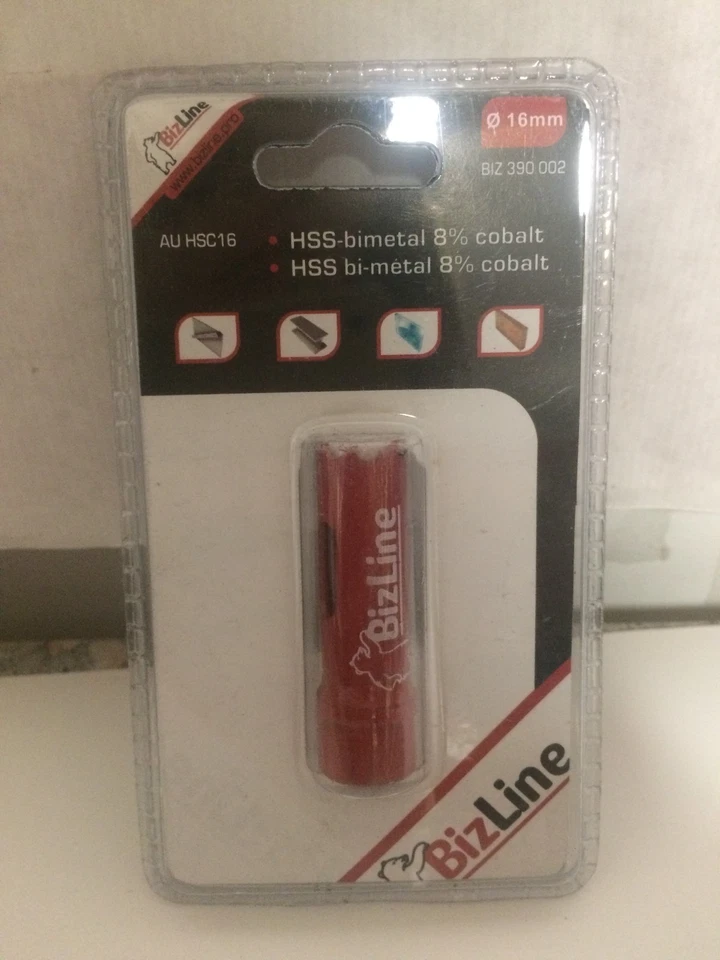 BizLine
www.bizline.pro
Ø 16mm
BIZ 390 002
AU HSC16
• HSS-bimetal 8% cobalt
• HSS bi-métal 8% cobalt
BizLine
BizLine